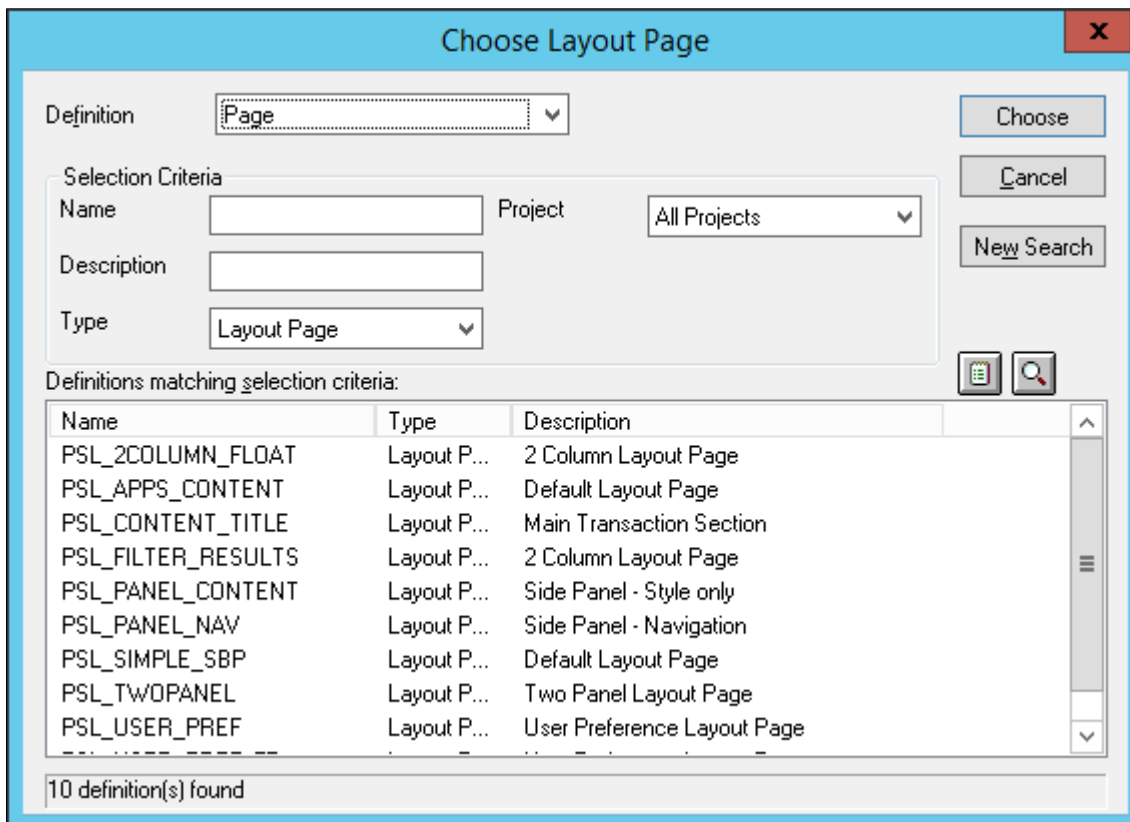 Choose Layout Page
x
Definition Page Choose
Selection Criteria
Cancel
Name Project All Projects
New Search
Description
Type Layout Page
Definitions matching selection criteria:
Name Type Description
PSL_2COLUMN_FLOAT Layout P... 2 Column Layout Page
PSL_APPS_CONTENT Layout P... Default Layout Page
PSL_CONTENT_TITLE Layout P... Main Transaction Section
PSL_FILTER_RESULTS Layout P... 2 Column Layout Page
PSL_PANEL_CONTENT Layout P... Side Panel - Style only
PSL_PANEL_NAV Layout P... Side Panel - Navigation
PSL_SIMPLE_SBP Layout P... Default Layout Page
PSL_TWOPANEL Layout P... Two Panel Layout Page
PSL_USER_PREF Layout P... User Preference Layout Page
10 definition(s) found